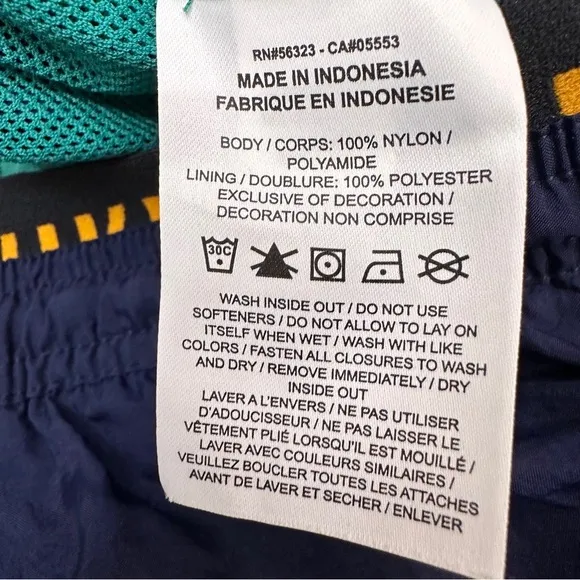 RN#56323 - CA#05553
MADE IN INDONESIA
FABRIQUE EN INDONESIE
BODY / CORPS: 100% NYLON /
POLYAMIDE
LINING / DOUBLURE: 100% POLYESTER
EXCLUSIVE OF DECORATION /
DECORATION NON COMPRISE
30C
WASH INSIDE OUT / DO NOT USE
SOFTENERS / DO NOT ALLOW TO LAY ON
ITSELF WHEN WET / WASH WITH LIKE
COLORS / FASTEN ALL CLOSURES TO WASH
AND DRY / REMOVE IMMEDIATELY / DRY
INSIDE OUT
LAVER A L'ENVERS / NE PAS UTILISER
D'ADOUCISSEUR / NE PAS LAISSER LE
VÊTEMENT PLIÉ LORSQU'IL EST MOUILLÉ /
LAVER AVEC COULEURS SIMILAIRES /
VEUILLEZ BOUCLER TOUTES LES ATTACHES
AVANT DE LAVER ET SECHER / ENLEVER